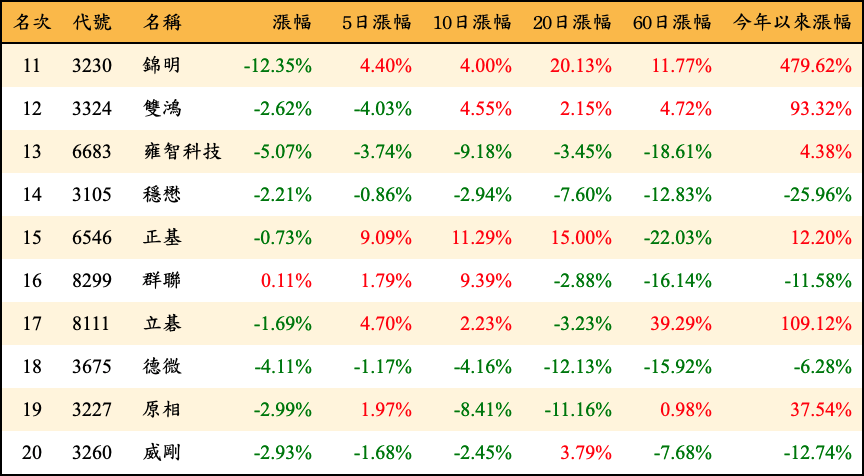 名次 代號 名稱 漲幅 5日漲幅 10日漲幅 20日漲幅 60日漲幅 今年以來漲幅
11 3230 錦明 -12.35% 4.40% 4.00% 20.13% 11.77% 479.62%
12 3324 雙鴻 -2.62% -4.03% 4.55% 2.15% 4.72% 93.32%
13 6683 雍智科技 -5.07% -3.74% -9.18% -3.45% -18.61% 4.38%
14 3105 穩懋 -2.21% -0.86% -2.94% -7.60% -12.83% -25.96%
15 6546 正基 -0.73% 9.09% 11.29% 15.00% -22.03% 12.20%
16 8299 群聯 0.11% 1.79% 9.39% -2.88% -16.14% -11.58%
17 8111 立碁 -1.69% 4.70% 2.23% -3.23% 39.29% 109.12%
18 3675 德微 -4.11% -1.17% -4.16% -12.13% -15.92% -6.28%
19 3227 原相 -2.99% 1.97% -8.41% -11.16% 0.98% 37.54%
20 3260 威剛 -2.93% -1.68% -2.45% 3.79% -7.68% -12.74%